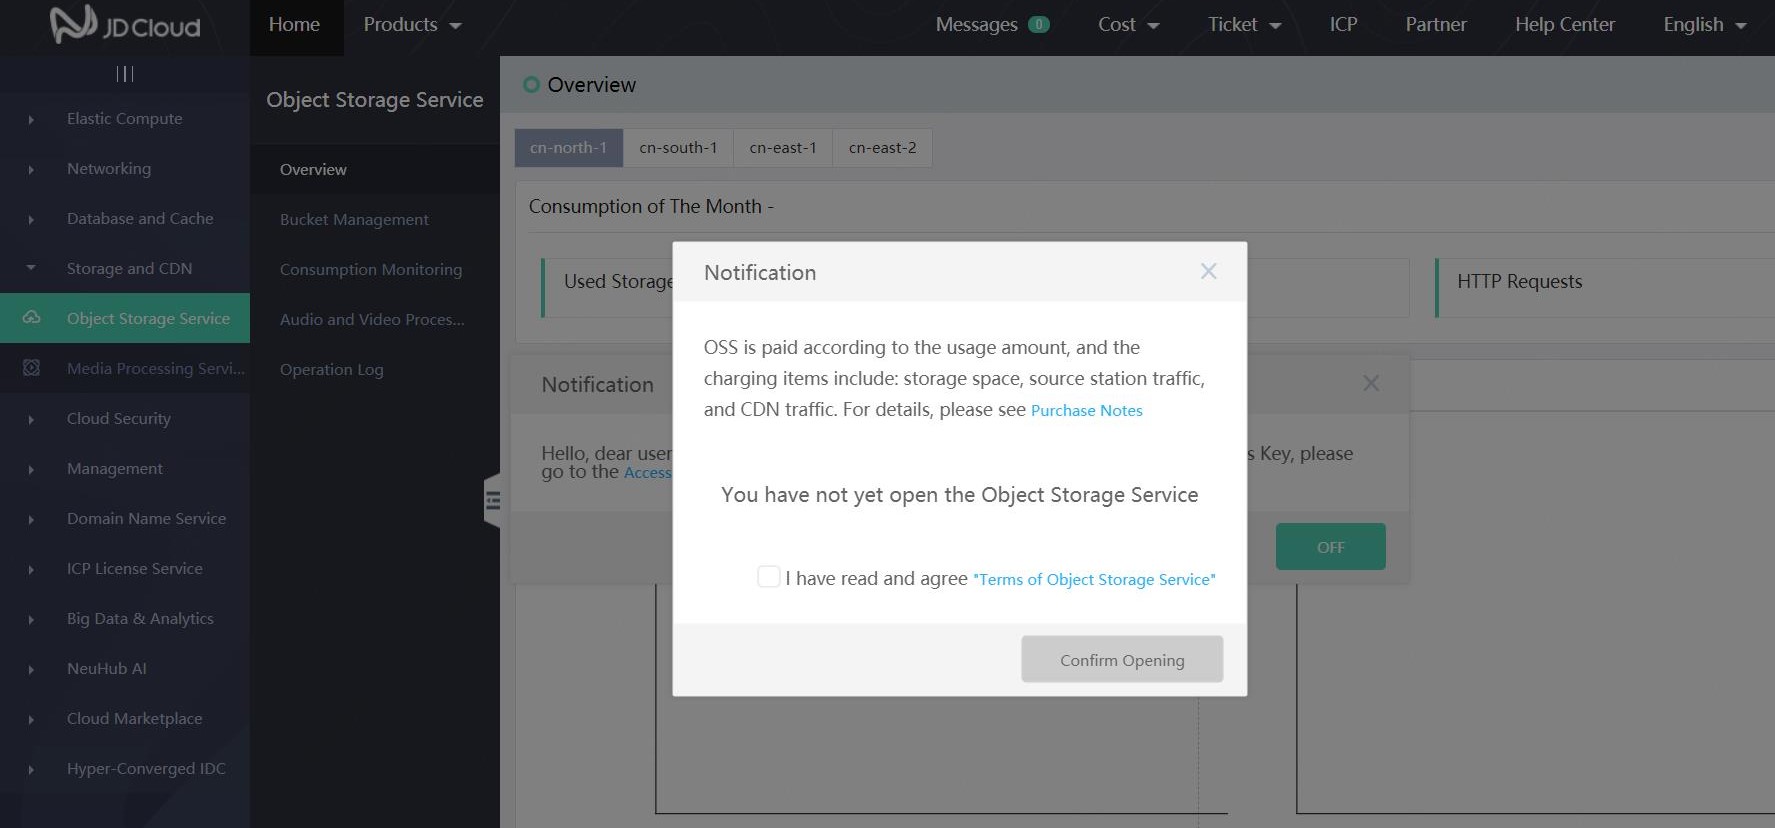 JD Cloud
Home
Products
Messages 0
Cost
Ticket
ICP
Partner
Help Center
English
Elastic Compute
Networking
Database and Cache
Storage and CDN
Object Storage Service
Media Processing Servi...
Cloud Security
Management
Domain Name Service
ICP License Service
Big Data & Analytics
NeuHub AI
Cloud Marketplace
Hyper-Converged IDC
Object Storage Service
Overview
Bucket Management
Consumption Monitoring
Audio and Video Proces...
Operation Log
Overview
cn-north-1
cn-south-1
cn-east-1
cn-east-2
Consumption of The Month -
Used Storage
HTTP Requests
Notification
Hello, dear user
s Key, please
go to the Access
OFF
Notification
OSS is paid according to the usage amount, and the
charging items include: storage space, source station traffic,
and CDN traffic. For details, please see Purchase Notes
You have not yet open the Object Storage Service
I have read and agree "Terms of Object Storage Service"
Confirm Opening